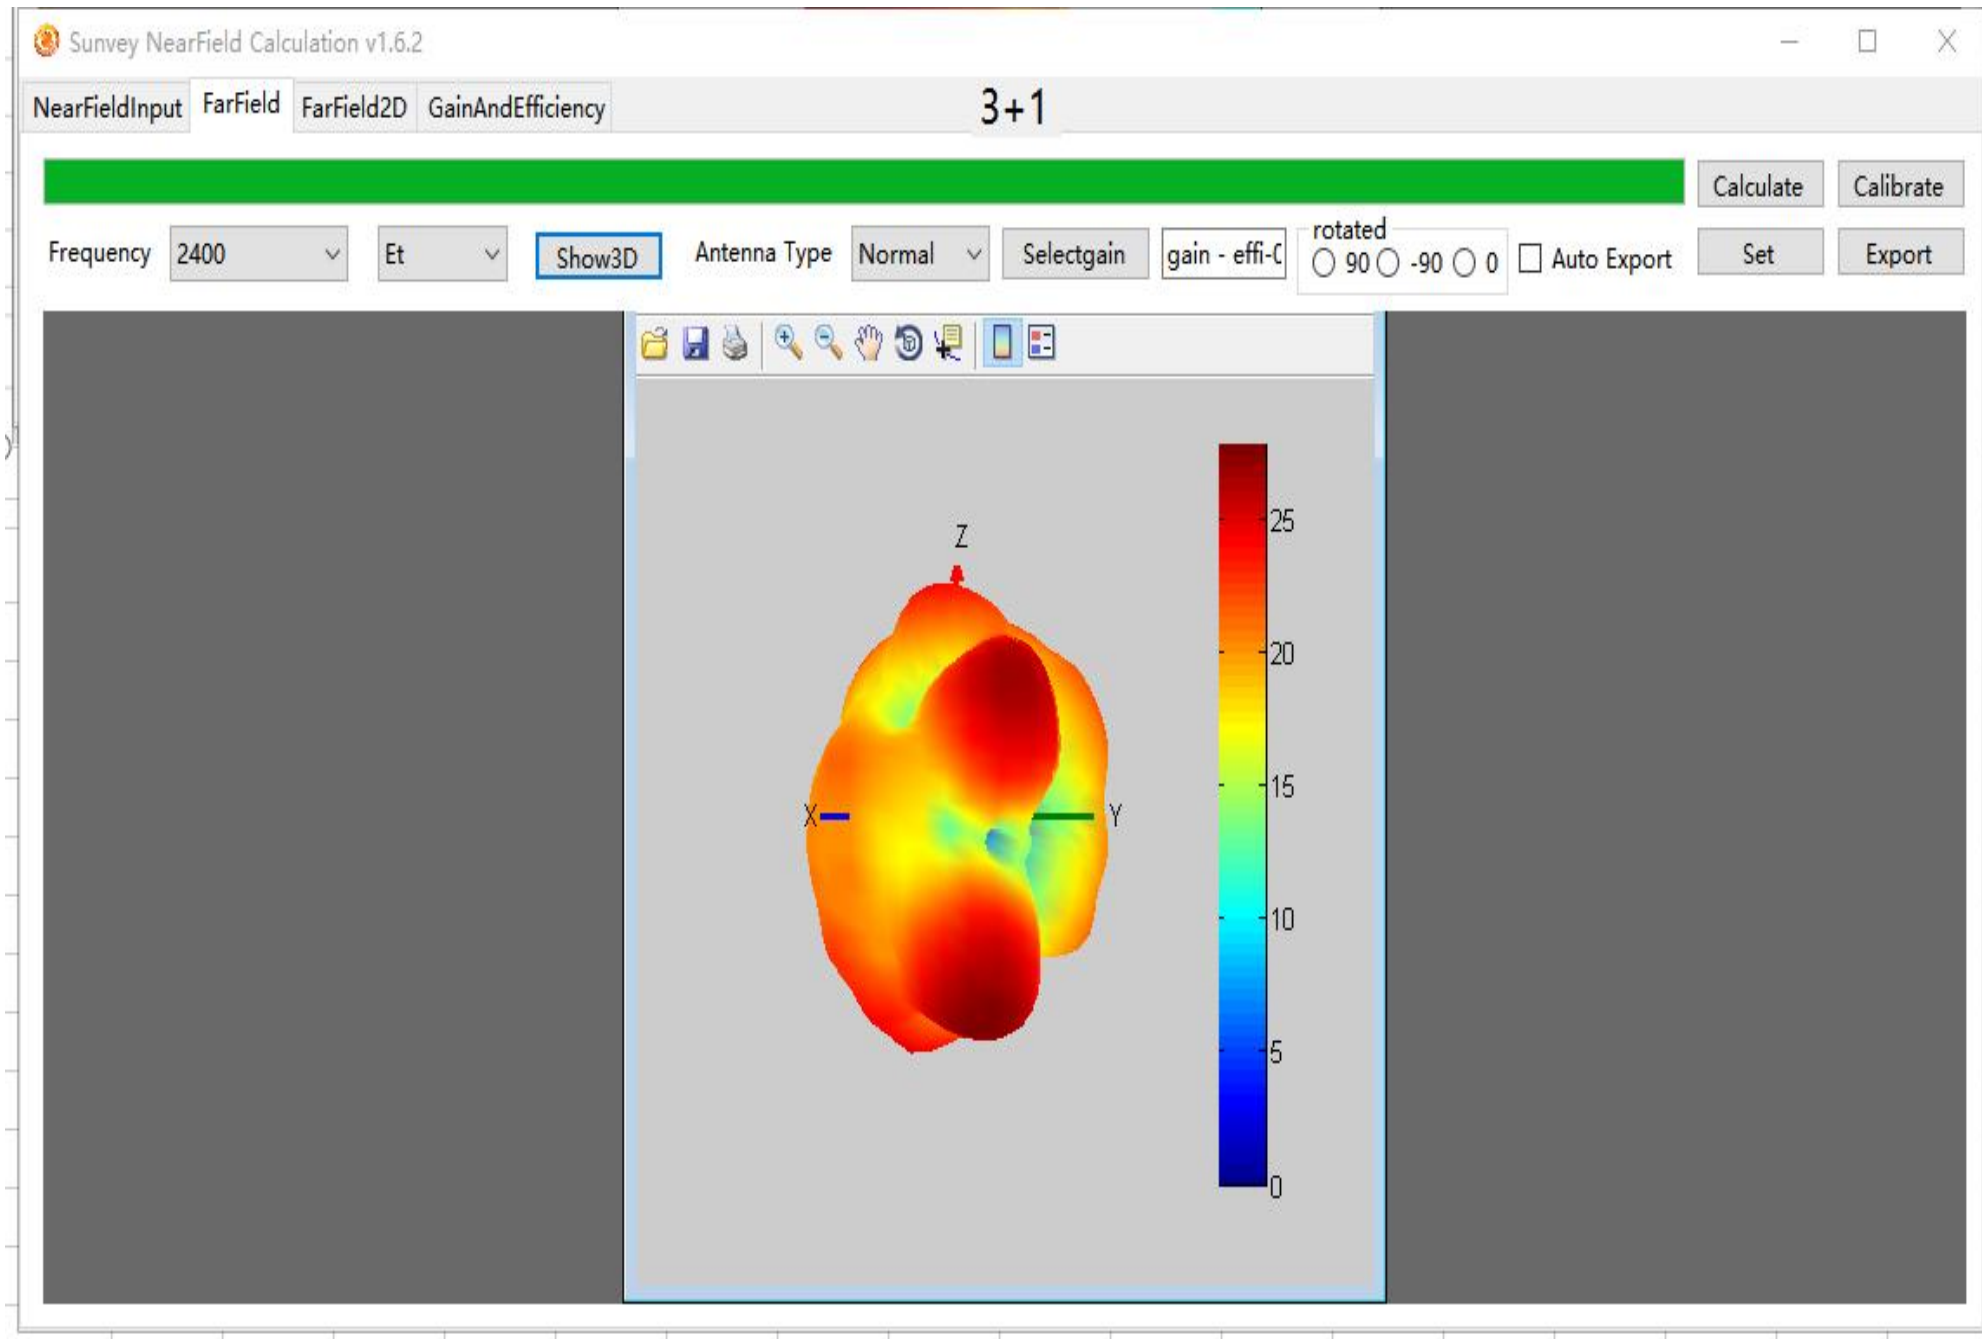 Sunvey NearField Calculation v1.6.2
NearFieldInput FarField FarField2D GainAndEfficiency 3+1
Calculate Calibrate
Frequency 2400 Et Show3D Antenna Type Normal Selectgain gain - effi-C rotated 90 -90 0 Auto Export Set Export
Z
X
Y
25
20
15
10
5
0